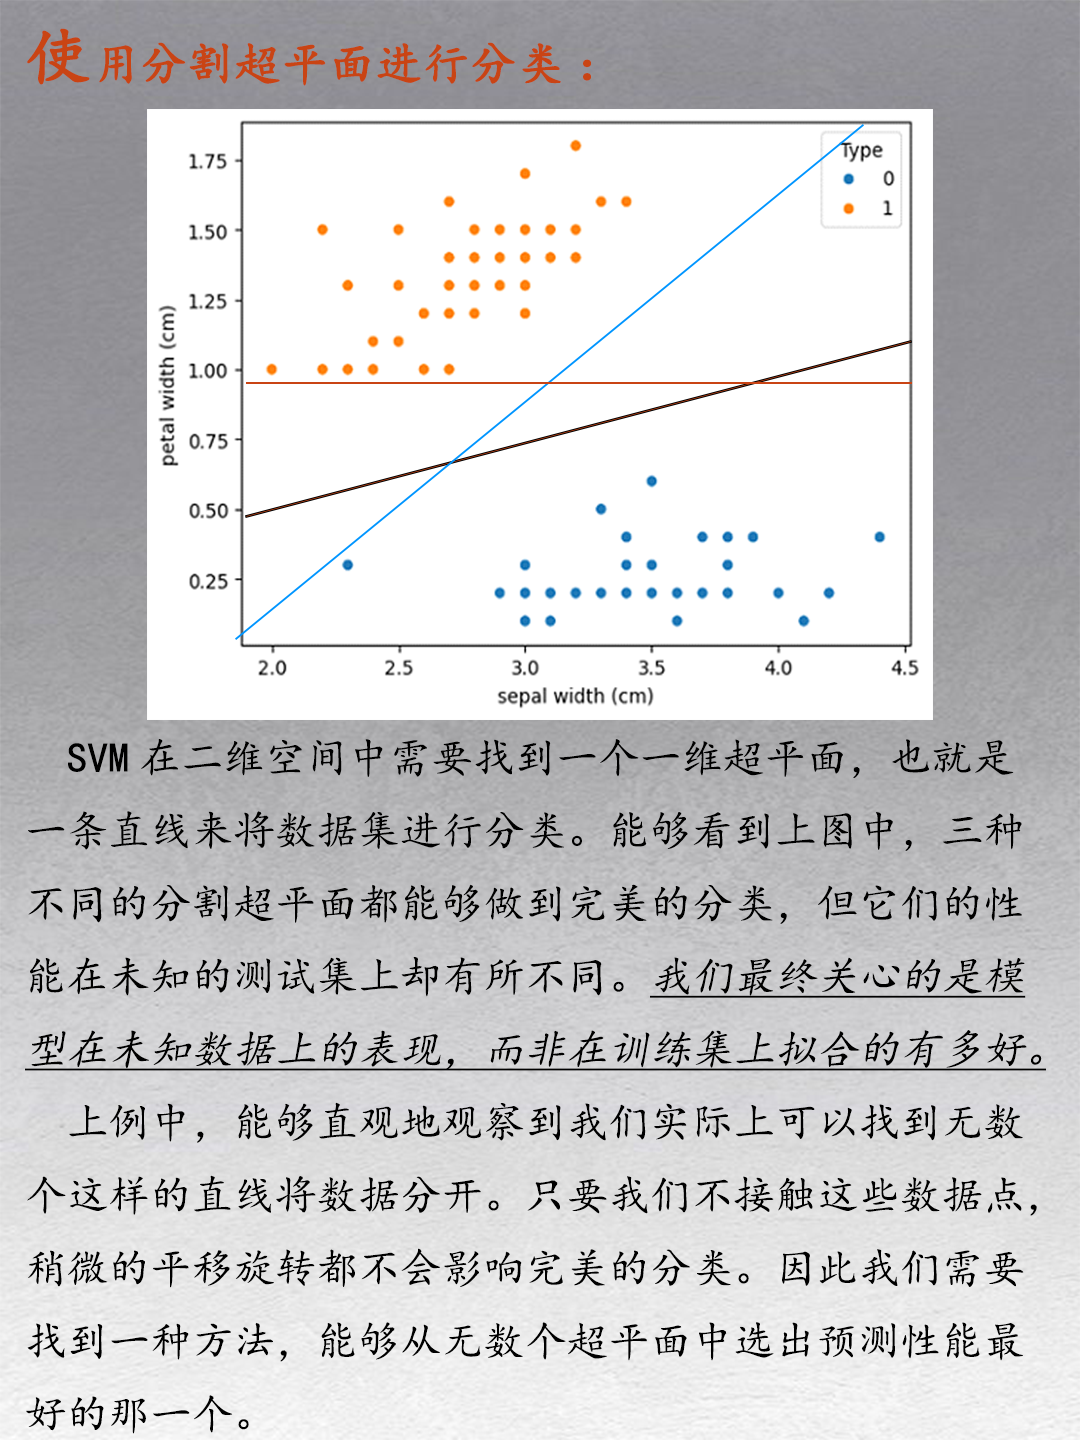 使用分割超平面进行分类：
1.75
1.50
1.25
1.00
0.75
0.50
0.25
petal width (cm)
Type
0
1
2.0 2.5 3.0 3.5 4.0 4.5
sepal width (cm)
SVM 在二维空间中需要找到一个一维超平面，也就是
一条直线来将数据集进行分类。能够看到上图中，三种
不同的分割超平面都能够做到完美的分类，但它们的性
能在未知的测试集上却有所不同。我们最终关心的是模
型在未知数据上的表现，而非在训练集上拟合的有多好。
上例中，能够直观地观察到我们实际上可以找到无数
个这样的直线将数据分开。只要我们不接触这些数据点，
稍微的平移旋转都不会影响完美的分类。因此我们需要
找到一种方法，能够从无数个超平面中选出预测性能最
好的那一个。